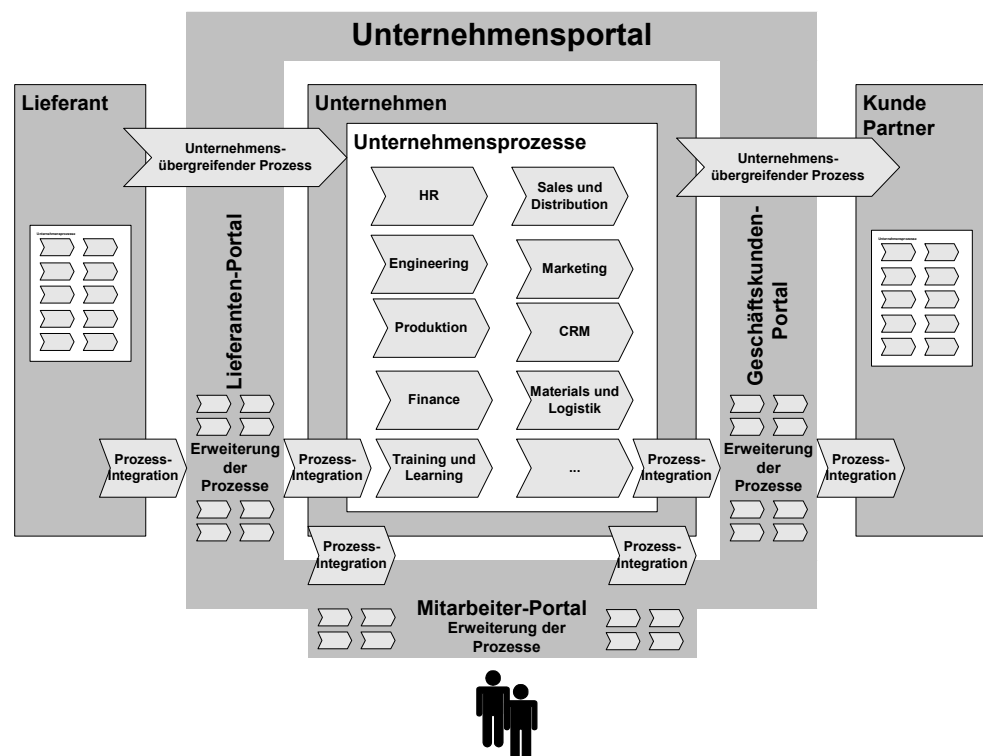 Unternehmensportal
Lieferant
Unternehmen
Kunde
Partner
Unternehmens-
übergreifender Prozess
Unternehmensprozesse
Unternehmens-
übergreifender Prozess
HR
Sales und
Distribution
Engineering
Marketing
Produktion
CRM
Finance
Materials und
Logistik
Training und
Learning
...
Unternehmensprozesse
Unternehmensprozesse
Lieferanten-Portal
Geschäftskunden-
Portal
Prozess-
Integration
Erweiterung
der
Prozesse
Prozess-
Integration
Prozess-
Integration
Erweiterung
der
Prozesse
Prozess-
Integration
Prozess-
Integration
Prozess-
Integration
Mitarbeiter-Portal
Erweiterung der
Prozesse